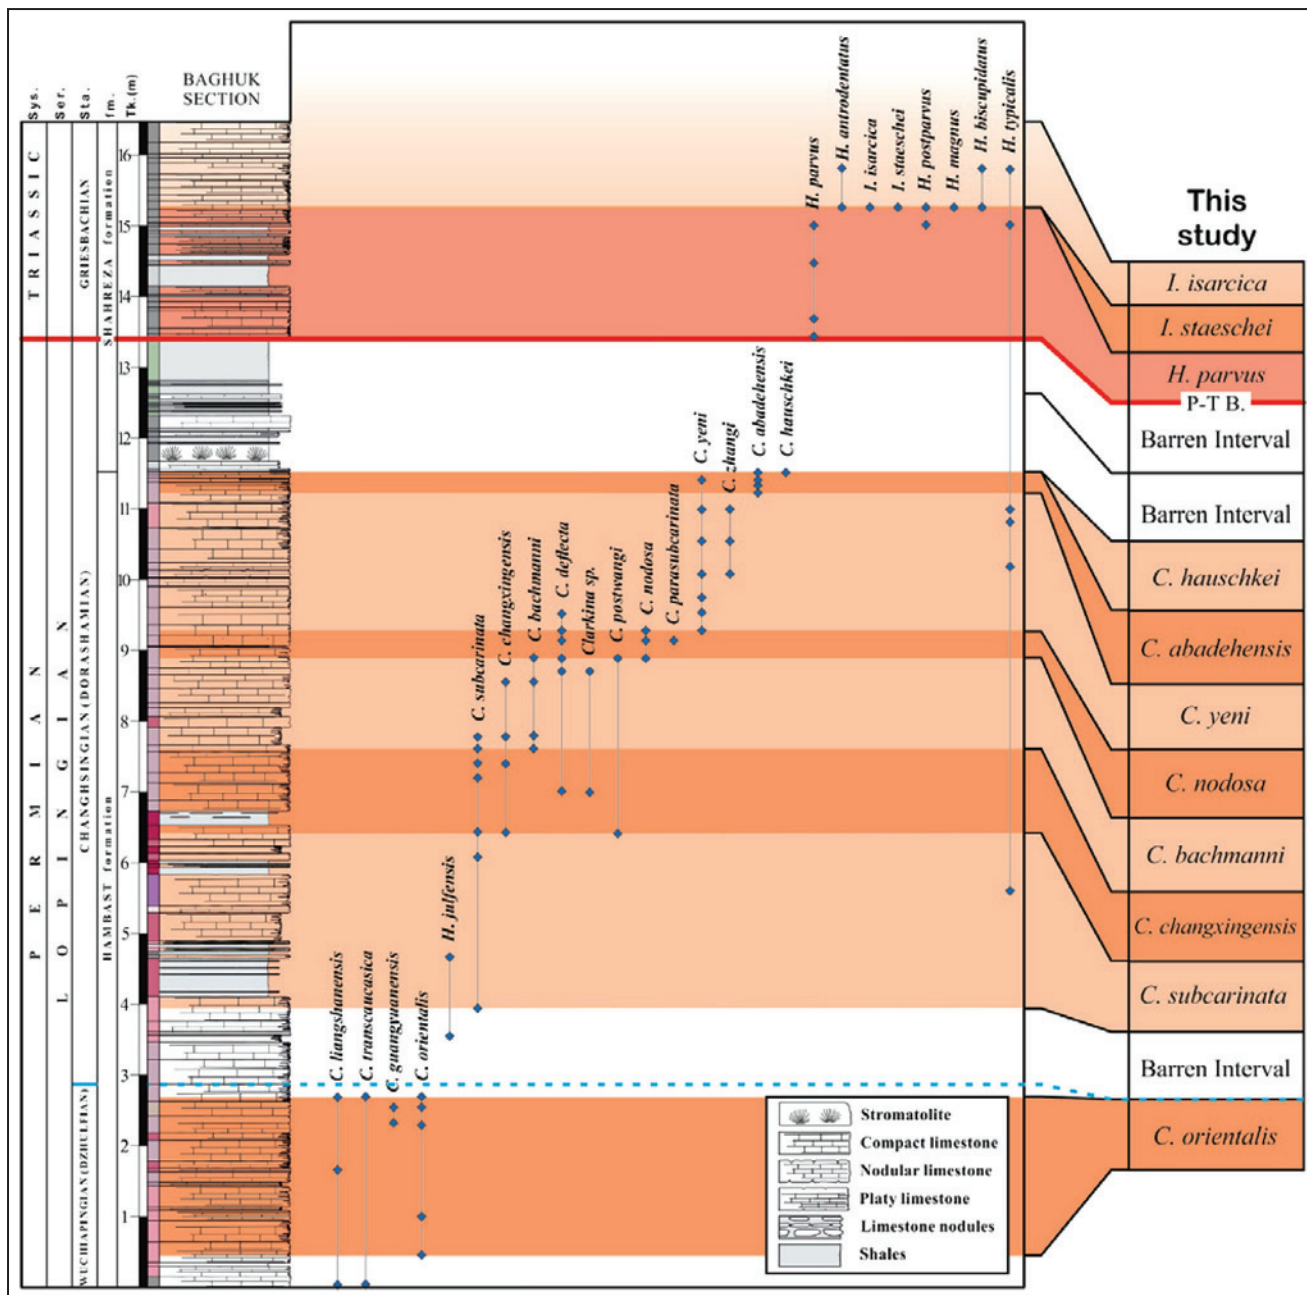 Sys.
Ser.
Sta.
fm.
Tk.(m)
BAGHUK
SECTION
TRIASSIC
PERMIAN
LOPINGIAN
GRIESBACHIAN
CHANGHSINGIAN(DORASHAMIAN)
WUCHIAPINGIAN(DZHULFIAN)
SHAHREZA formation
HAMBAST formation
16
15
14
13
12
11
10
9
8
7
6
5
4
3
2
1
C. liangshanensis
C. transcaucasica
C. guangyuanensis
C. orientalis
H. julfensis
C. subcarinata
C. changxingensis
C. bachmanni
C. deflecta
Clarkina sp.
C. postwangi
C. nodosa
C. parasubcarinata
C. yeni
C. zhangi
C. abadehensis
C. hauschkei
H. parvus
H. antrodentatus
I. isarcica
I. staeschei
H. postparvus
H. magnus
H. biscupidatus
H. typicalis
This
study
I. isarcica
I. staeschei
H. parvus
P-T B.
Barren Interval
Barren Interval
C. hauschkei
C. abadehensis
C. yeni
C. nodosa
C. bachmanni
C. changxingensis
C. subcarinata
Barren Interval
C. orientalis
Stromatolite
Compact limestone
Nodular limestone
Platy limestone
Limestone nodules
Shales